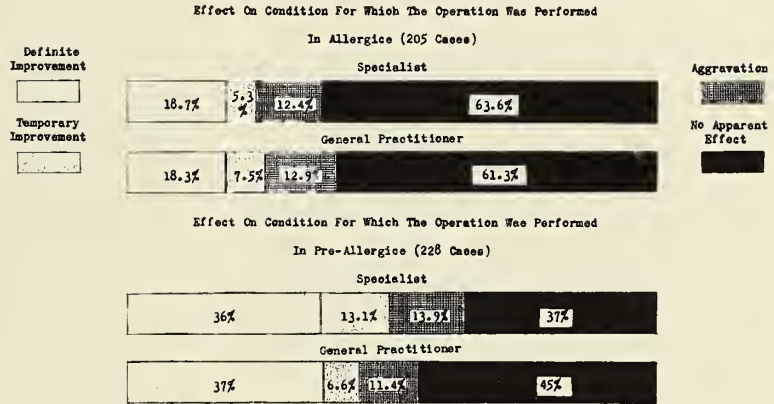 Effect On Condition For Which The Operation Was Performed
In Allergics (205 Cases)
Definite
Improvement
Specialist
Aggravation
18.7%
5.3
%
12.4%
63.6%
Temporary
Improvement
No Apparent
Effect
General Practitioner
18.3%
7.5%
12.9%
61.3%
Effect On Condition For Which The Operation Was Performed
In Pre-Allergics (228 Cases)
Specialist
36%
13.1%
13.9%
37%
General Practitioner
37%
6.6%
11.4%
45%